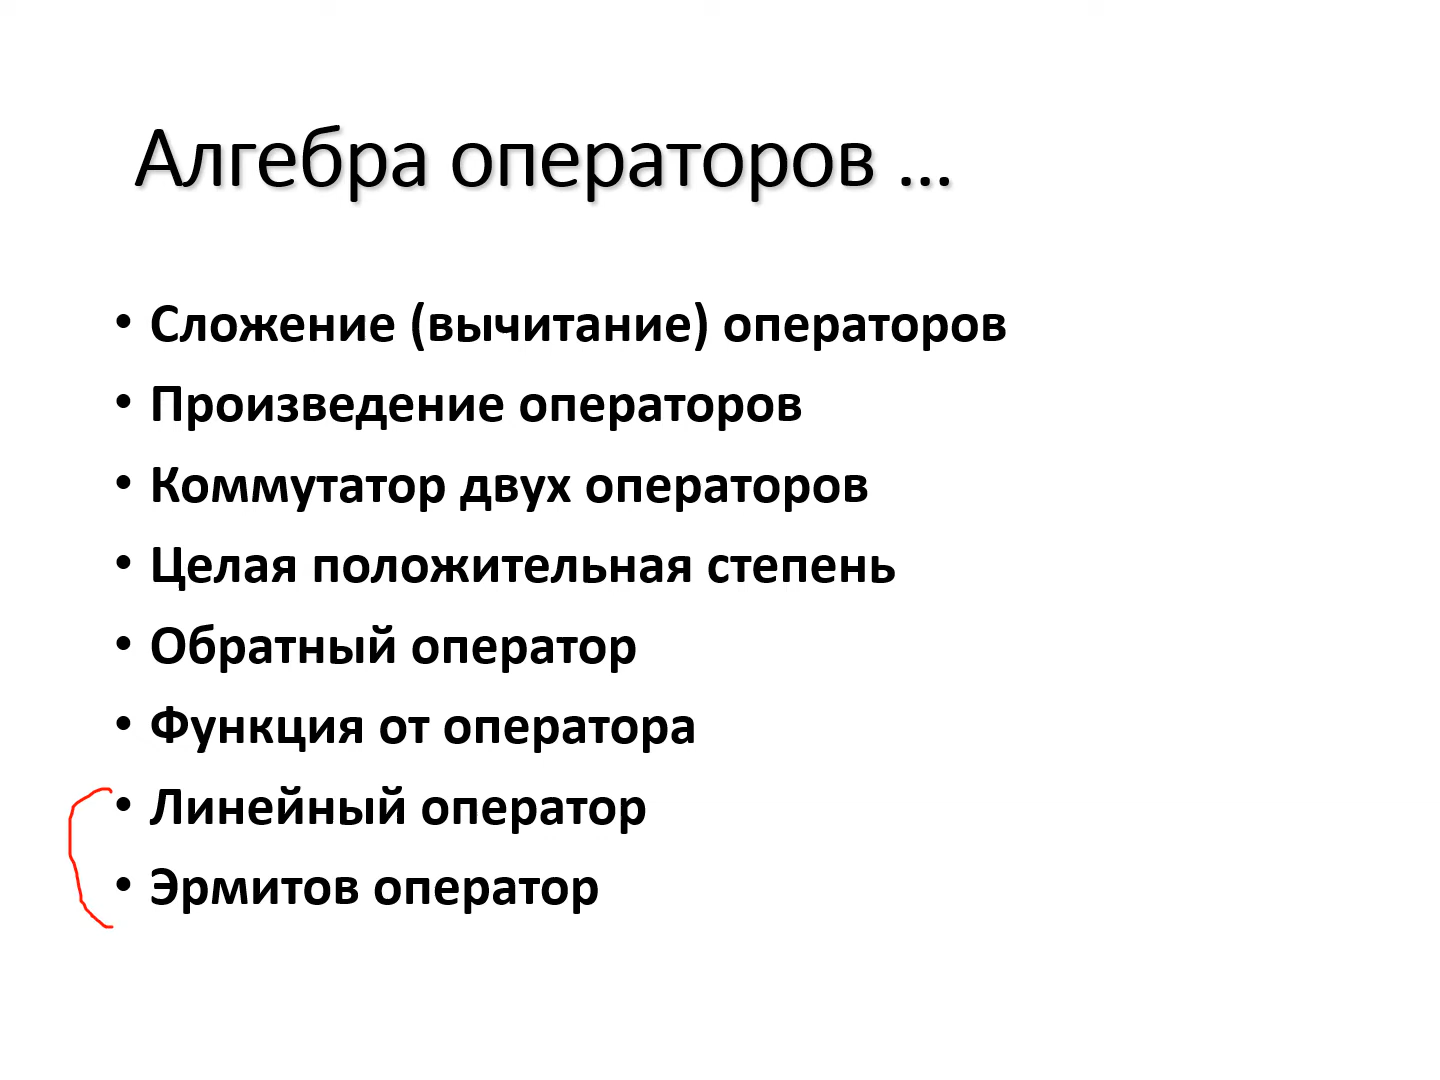 Алгебра операторов ...
• Сложение (вычитание) операторов
• Произведение операторов
• Коммутатор двух операторов
• Целая положительная степень
• Обратный оператор
• Функция от оператора
• Линейный оператор
• Эрмитов оператор